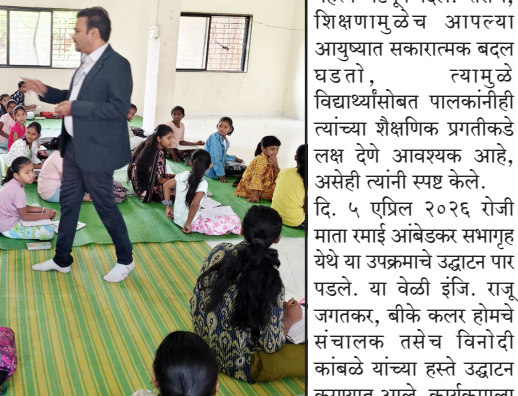 शिक्षणामुळेच आपल्या
आयुष्यात सकारात्मक बदल
घडतो, त्यामुळे
विद्यार्थ्यांसोबत पालकांनीही
त्यांच्या शैक्षणिक प्रगतीकडे
लक्ष देणे आवश्यक आहे,
असेही त्यांनी स्पष्ट केले.
दि. ५ एप्रिल २०२६ रोजी
माता रमाई आंबेडकर सभागृह
येथे या उपक्रमाचे उद्घाटन पार
पडले. या वेळी इंजि. राजू
जगतकर, बीके कलर होमचे
संचालक तसेच विनोदी
कांबळे यांच्या हस्ते उद्घाटन